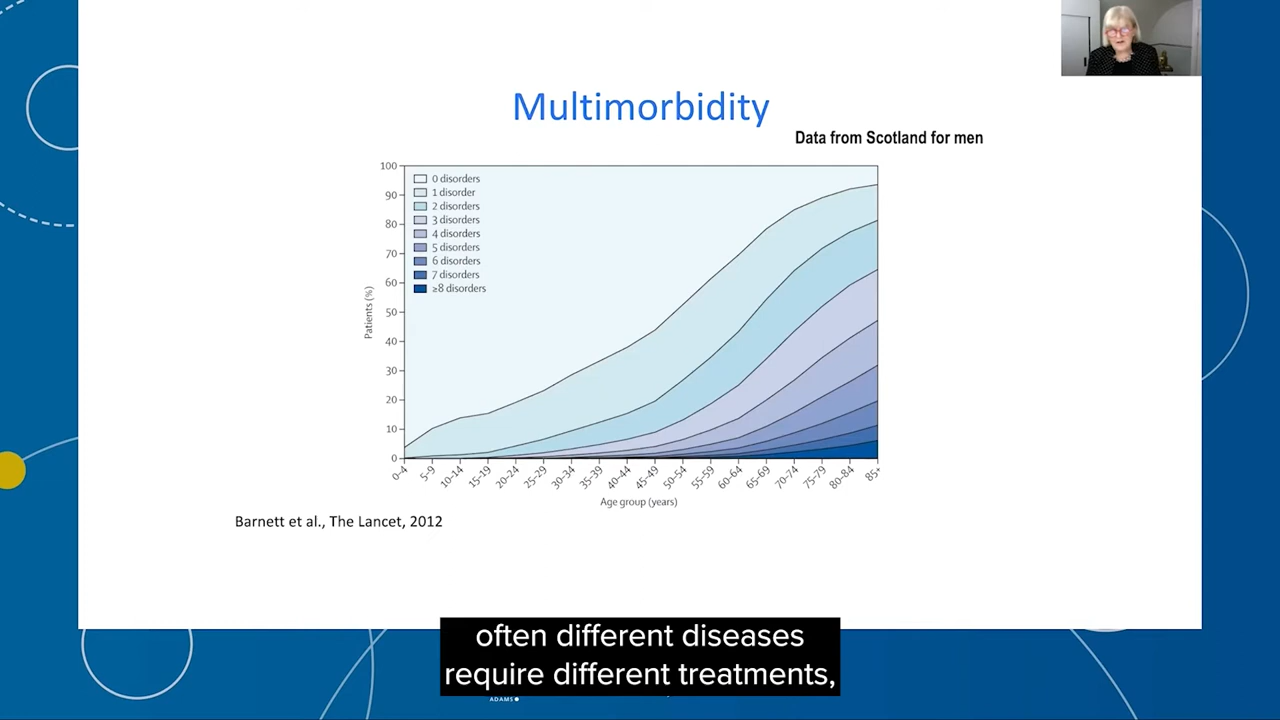 Multimorbidity
Data from Scotland for men
100
90
80
70
60
50
40
30
20
10
0
Patients (%)
0 disorders
1 disorder
2 disorders
3 disorders
4 disorders
5 disorders
6 disorders
7 disorders
≥8 disorders
0-4 5-9 10-14 15-19 20-24 25-29 30-34 35-39 40-44 45-49 50-54 55-59 60-64 65-69 70-74 75-79 80-84 85+
Age group (years)
Barnett et al., The Lancet, 2012
often different diseases
require different treatments,
ADAMS